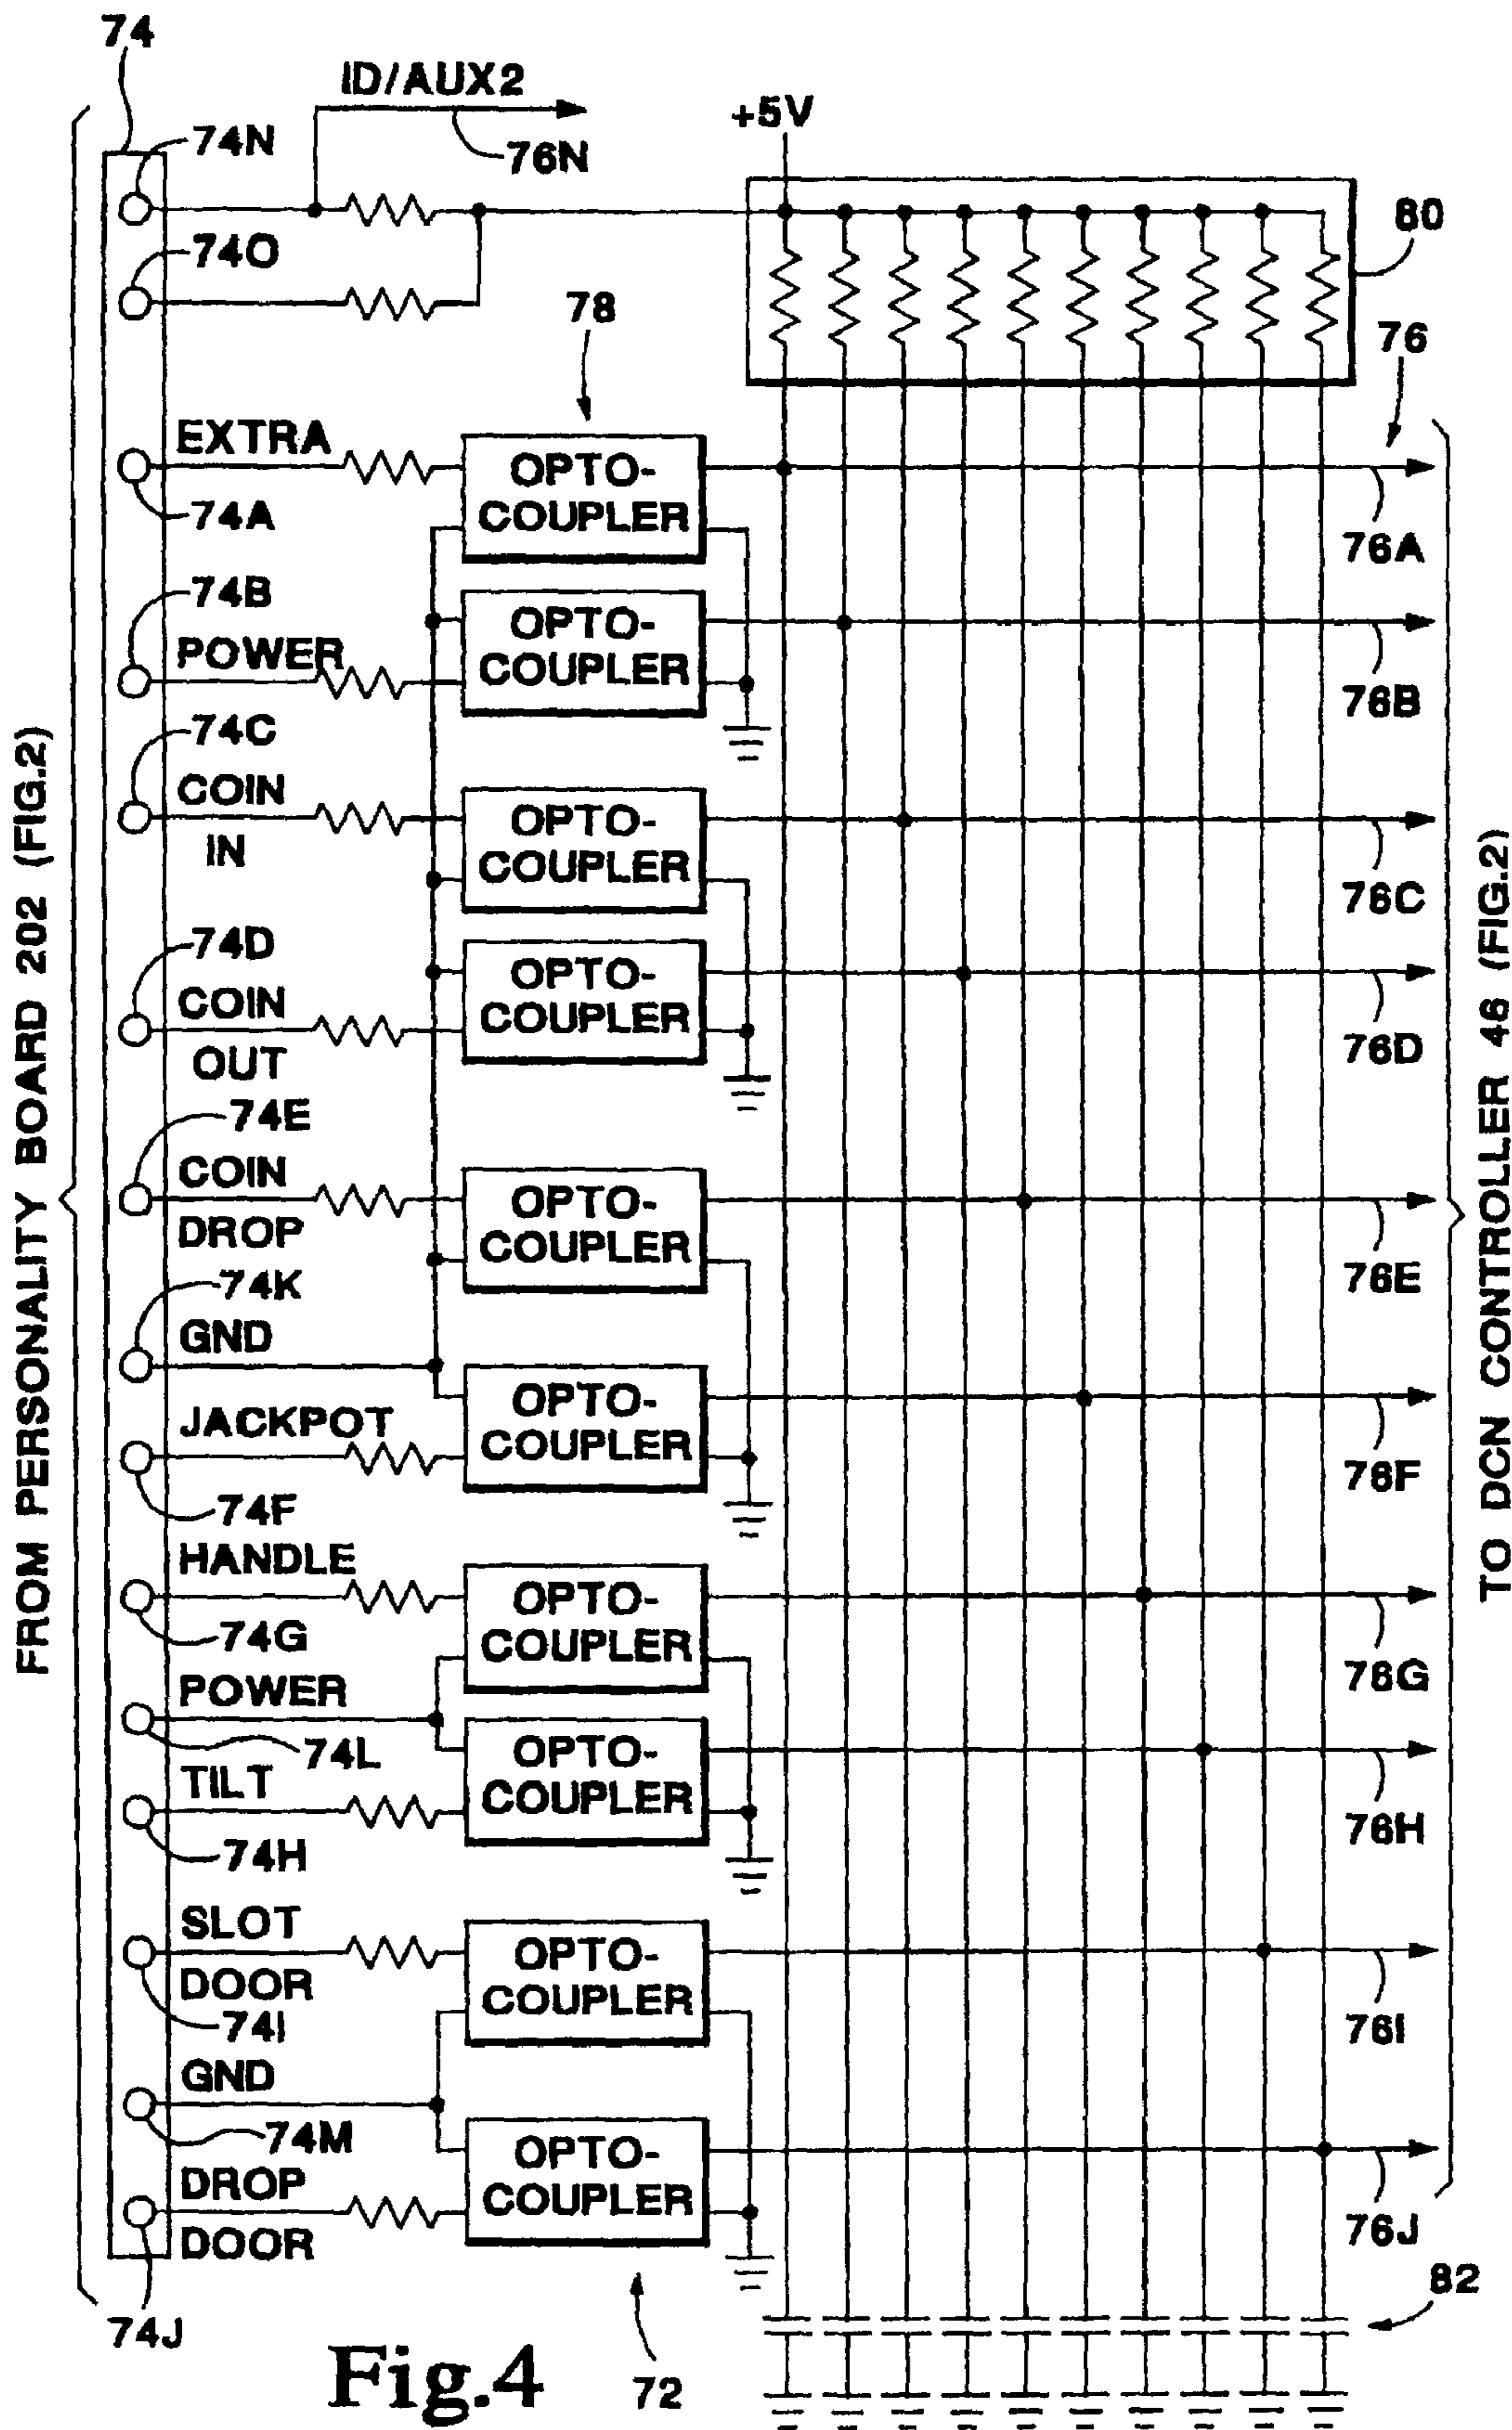 74
ID/AUX2
+5V
74N
76N
80
74O
78
76
EXTRA
OPTO-
COUPLER
74A
76A
74B
OPTO-
COUPLER
POWER
76B
74C
COIN
IN
OPTO-
COUPLER
76C
74D
COIN
OUT
OPTO-
COUPLER
76D
74E
COIN
DROP
OPTO-
COUPLER
76E
74K
GND
JACKPOT
OPTO-
COUPLER
74F
76F
HANDLE
OPTO-
COUPLER
74G
76G
POWER
74L
OPTO-
COUPLER
TILT
74H
76H
SLOT
DOOR
OPTO-
COUPLER
74I
76I
GND
74M
OPTO-
COUPLER
DROP
DOOR
76J
74J
82
72
Fig.4
FROM PERSONALITY BOARD 202 (FIG.2)
TO DCN CONTROLLER 46 (FIG.2)